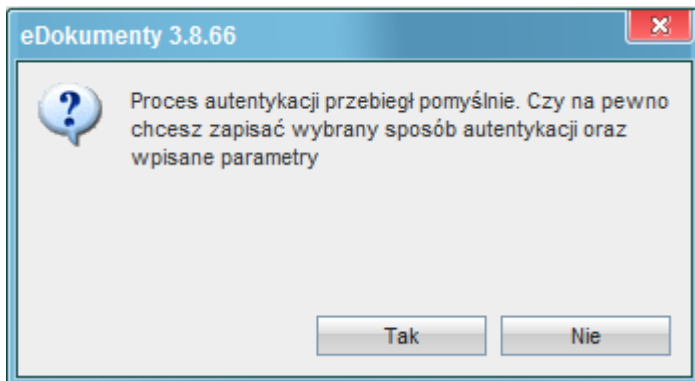 eDokumenty 3.8.66
Proces autentykacji przebiegł pomyślnie. Czy na pewno
chcesz zapisać wybrany sposób autentykacji oraz
wpisane parametry
Tak
Nie